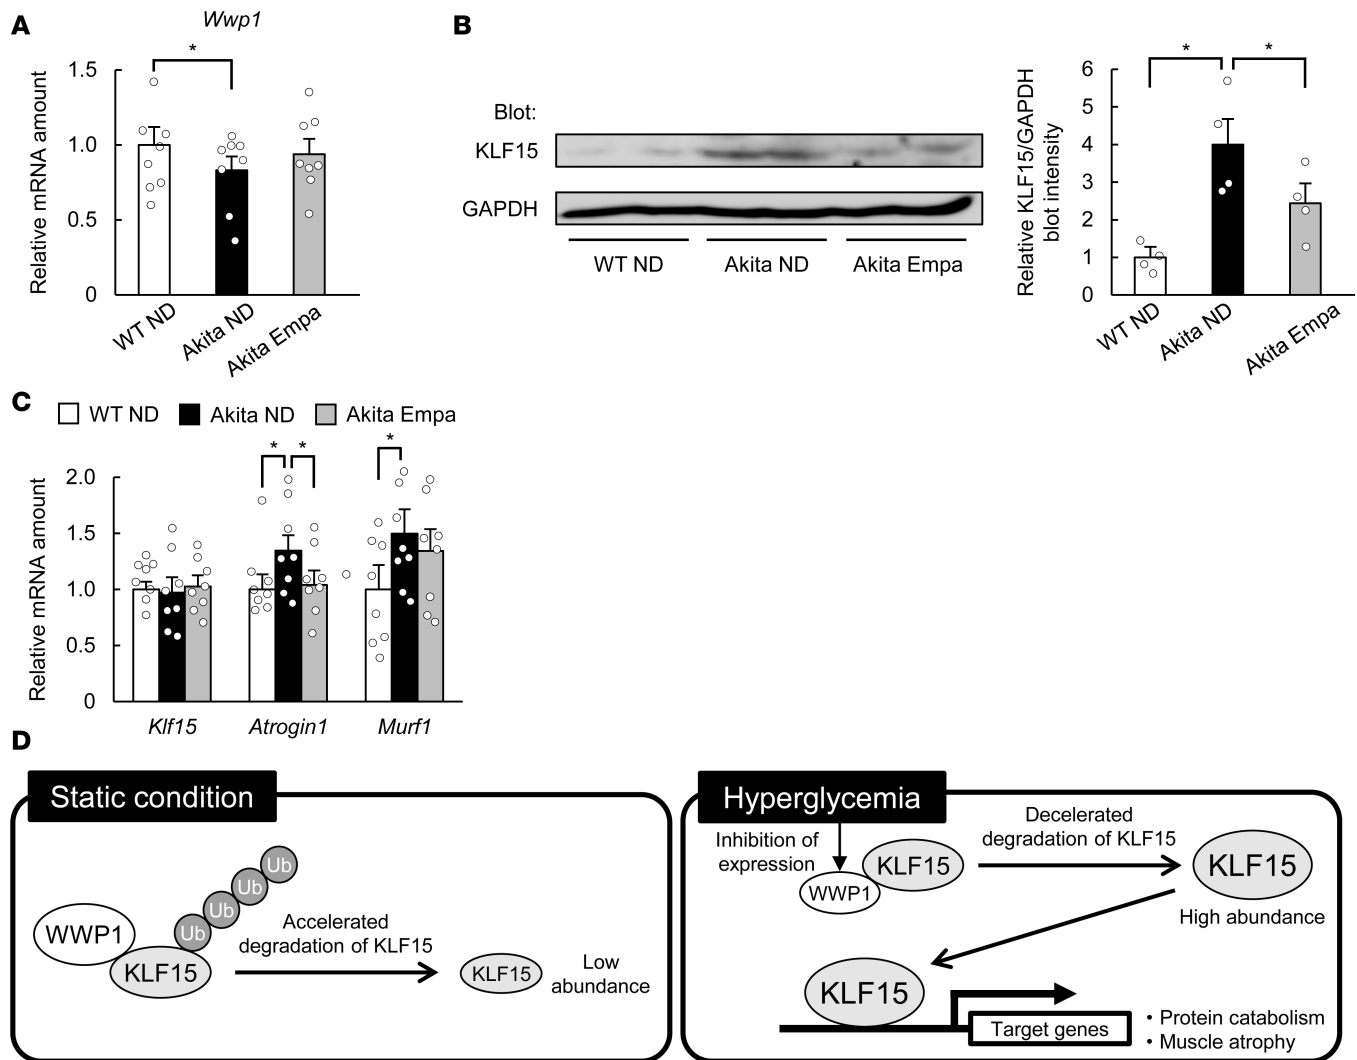 A
Wwp1
*
Relative mRNA amount
1.5
1.0
0.5
0
WT ND
Akita ND
Akita Empa
B
Blot:
KLF15
GAPDH
WT ND
Akita ND
Akita Empa
* *
Relative KLF15/GAPDH
blot intensity
6
5
4
3
2
1
0
WT ND
Akita ND
Akita Empa
C
WT ND
Akita ND
Akita Empa
* * *
Relative mRNA amount
2.0
1.5
1.0
0.5
0
Klf15
Atrogin1
Murf1
D
Static condition
WWP1
KLF15
Ub
Ub
Ub
Ub
Accelerated
degradation of KLF15
KLF15
Low
abundance
Hyperglycemia
Inhibition of
expression
WWP1
KLF15
Decelerated
degradation of KLF15
KLF15
High abundance
KLF15
Target genes
• Protein catabolism
• Muscle atrophy